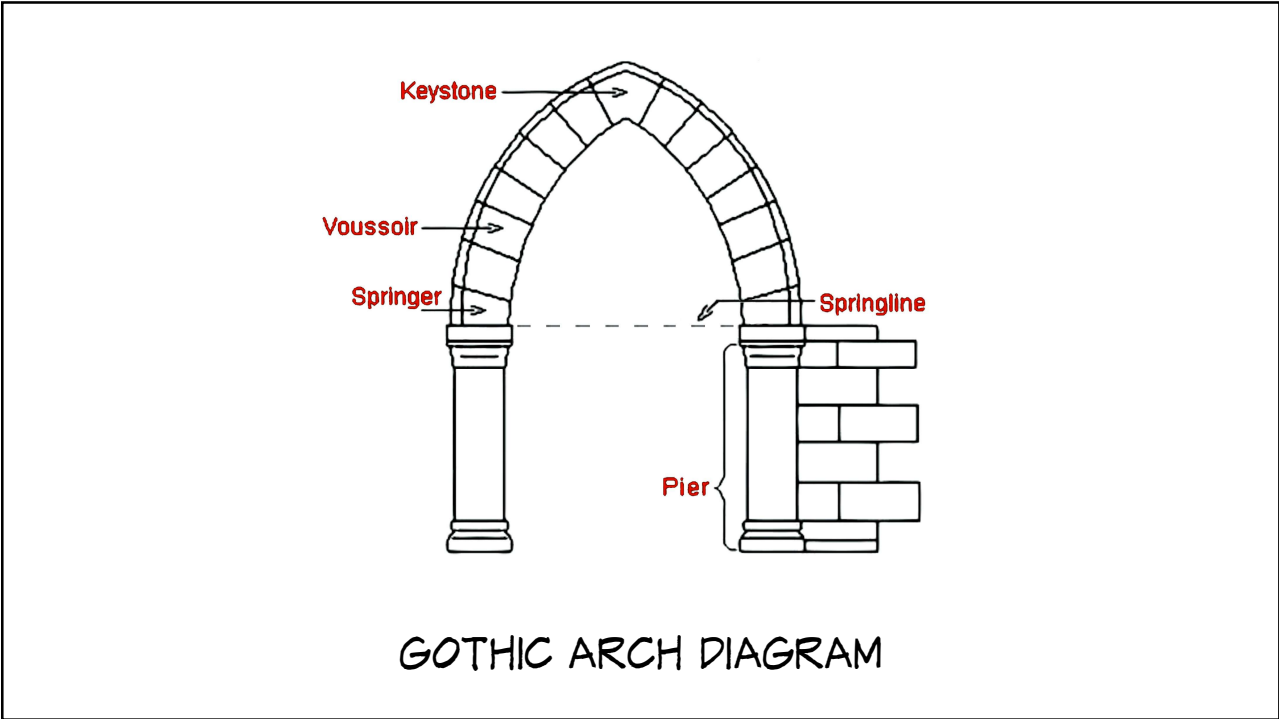 Keystone
Voussoir
Springer
Springline
Pier
GOTHIC ARCH DIAGRAM